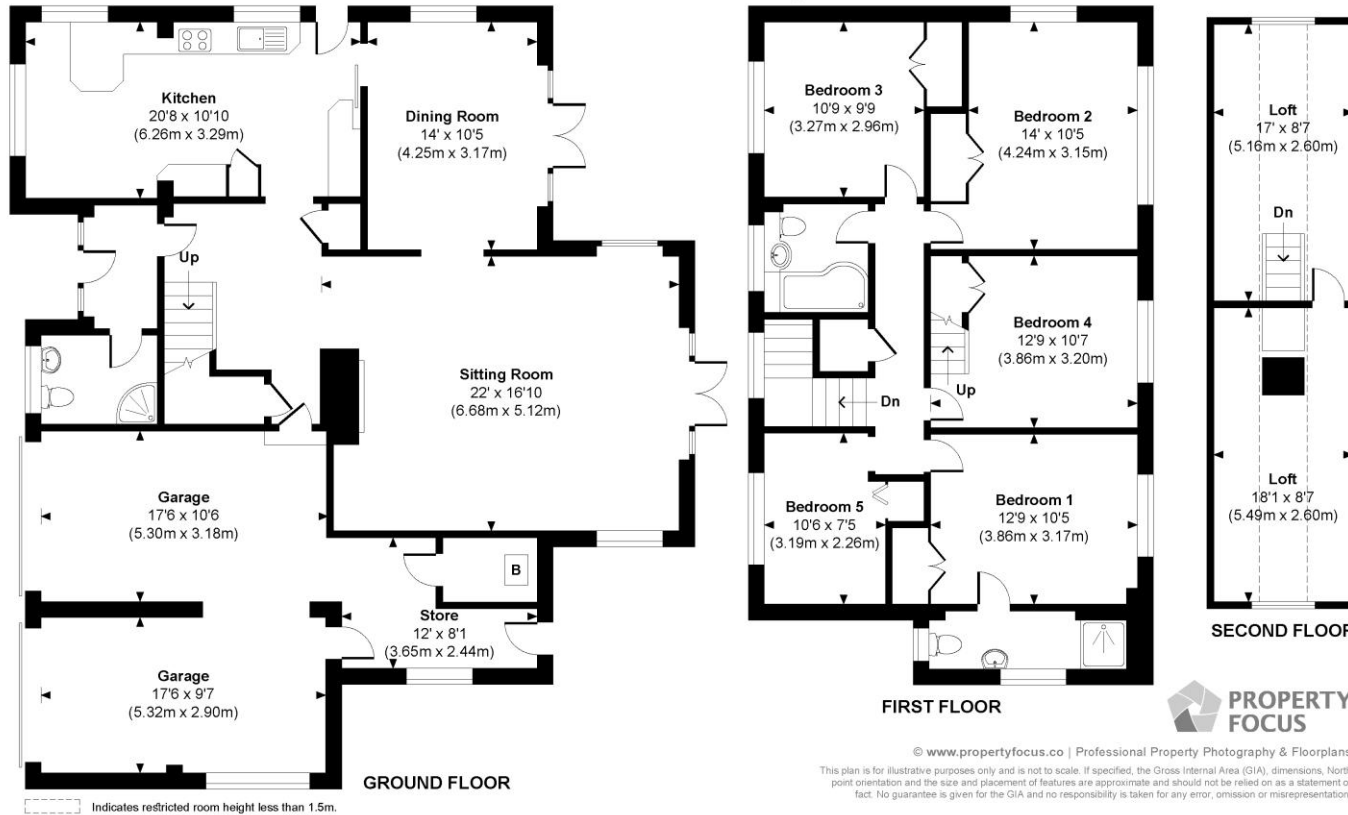 Kitchen
20'8 x 10'10
(6.26m x 3.29m)
Dining Room
14' x 10'5
(4.25m x 3.17m)
Up
Sitting Room
22' x 16'10
(6.68m x 5.12m)
Garage
17'6 x 10'6
(5.30m x 3.18m)
B
Store
12' x 8'1
(3.65m x 2.44m)
Garage
17'6 x 9'7
(5.32m x 2.90m)
GROUND FLOOR
Indicates restricted room height less than 1.5m.
Bedroom 3
10'9 x 9'9
(3.27m x 2.96m)
Bedroom 2
14' x 10'5
(4.24m x 3.15m)
Bedroom 4
12'9 x 10'7
(3.86m x 3.20m)
Up
Dn
Bedroom 5
10'6 x 7'5
(3.19m x 2.26m)
Bedroom 1
12'9 x 10'5
(3.86m x 3.17m)
FIRST FLOOR
Loft
17' x 8'7
(5.16m x 2.60m)
Dn
Loft
18'1 x 8'7
(5.49m x 2.60m)
SECOND FLOOR
PROPERTY
FOCUS
© www.propertyfocus.co | Professional Property Photography & Floorplans
This plan is for illustrative purposes only and is not to scale. If specified, the Gross Internal Area (GIA), dimensions, North
point orientation and the size and placement of features are approximate and should not be relied on as a statement of
fact. No guarantee is given for the GIA and no responsibility is taken for any error, omission or misrepresentation.